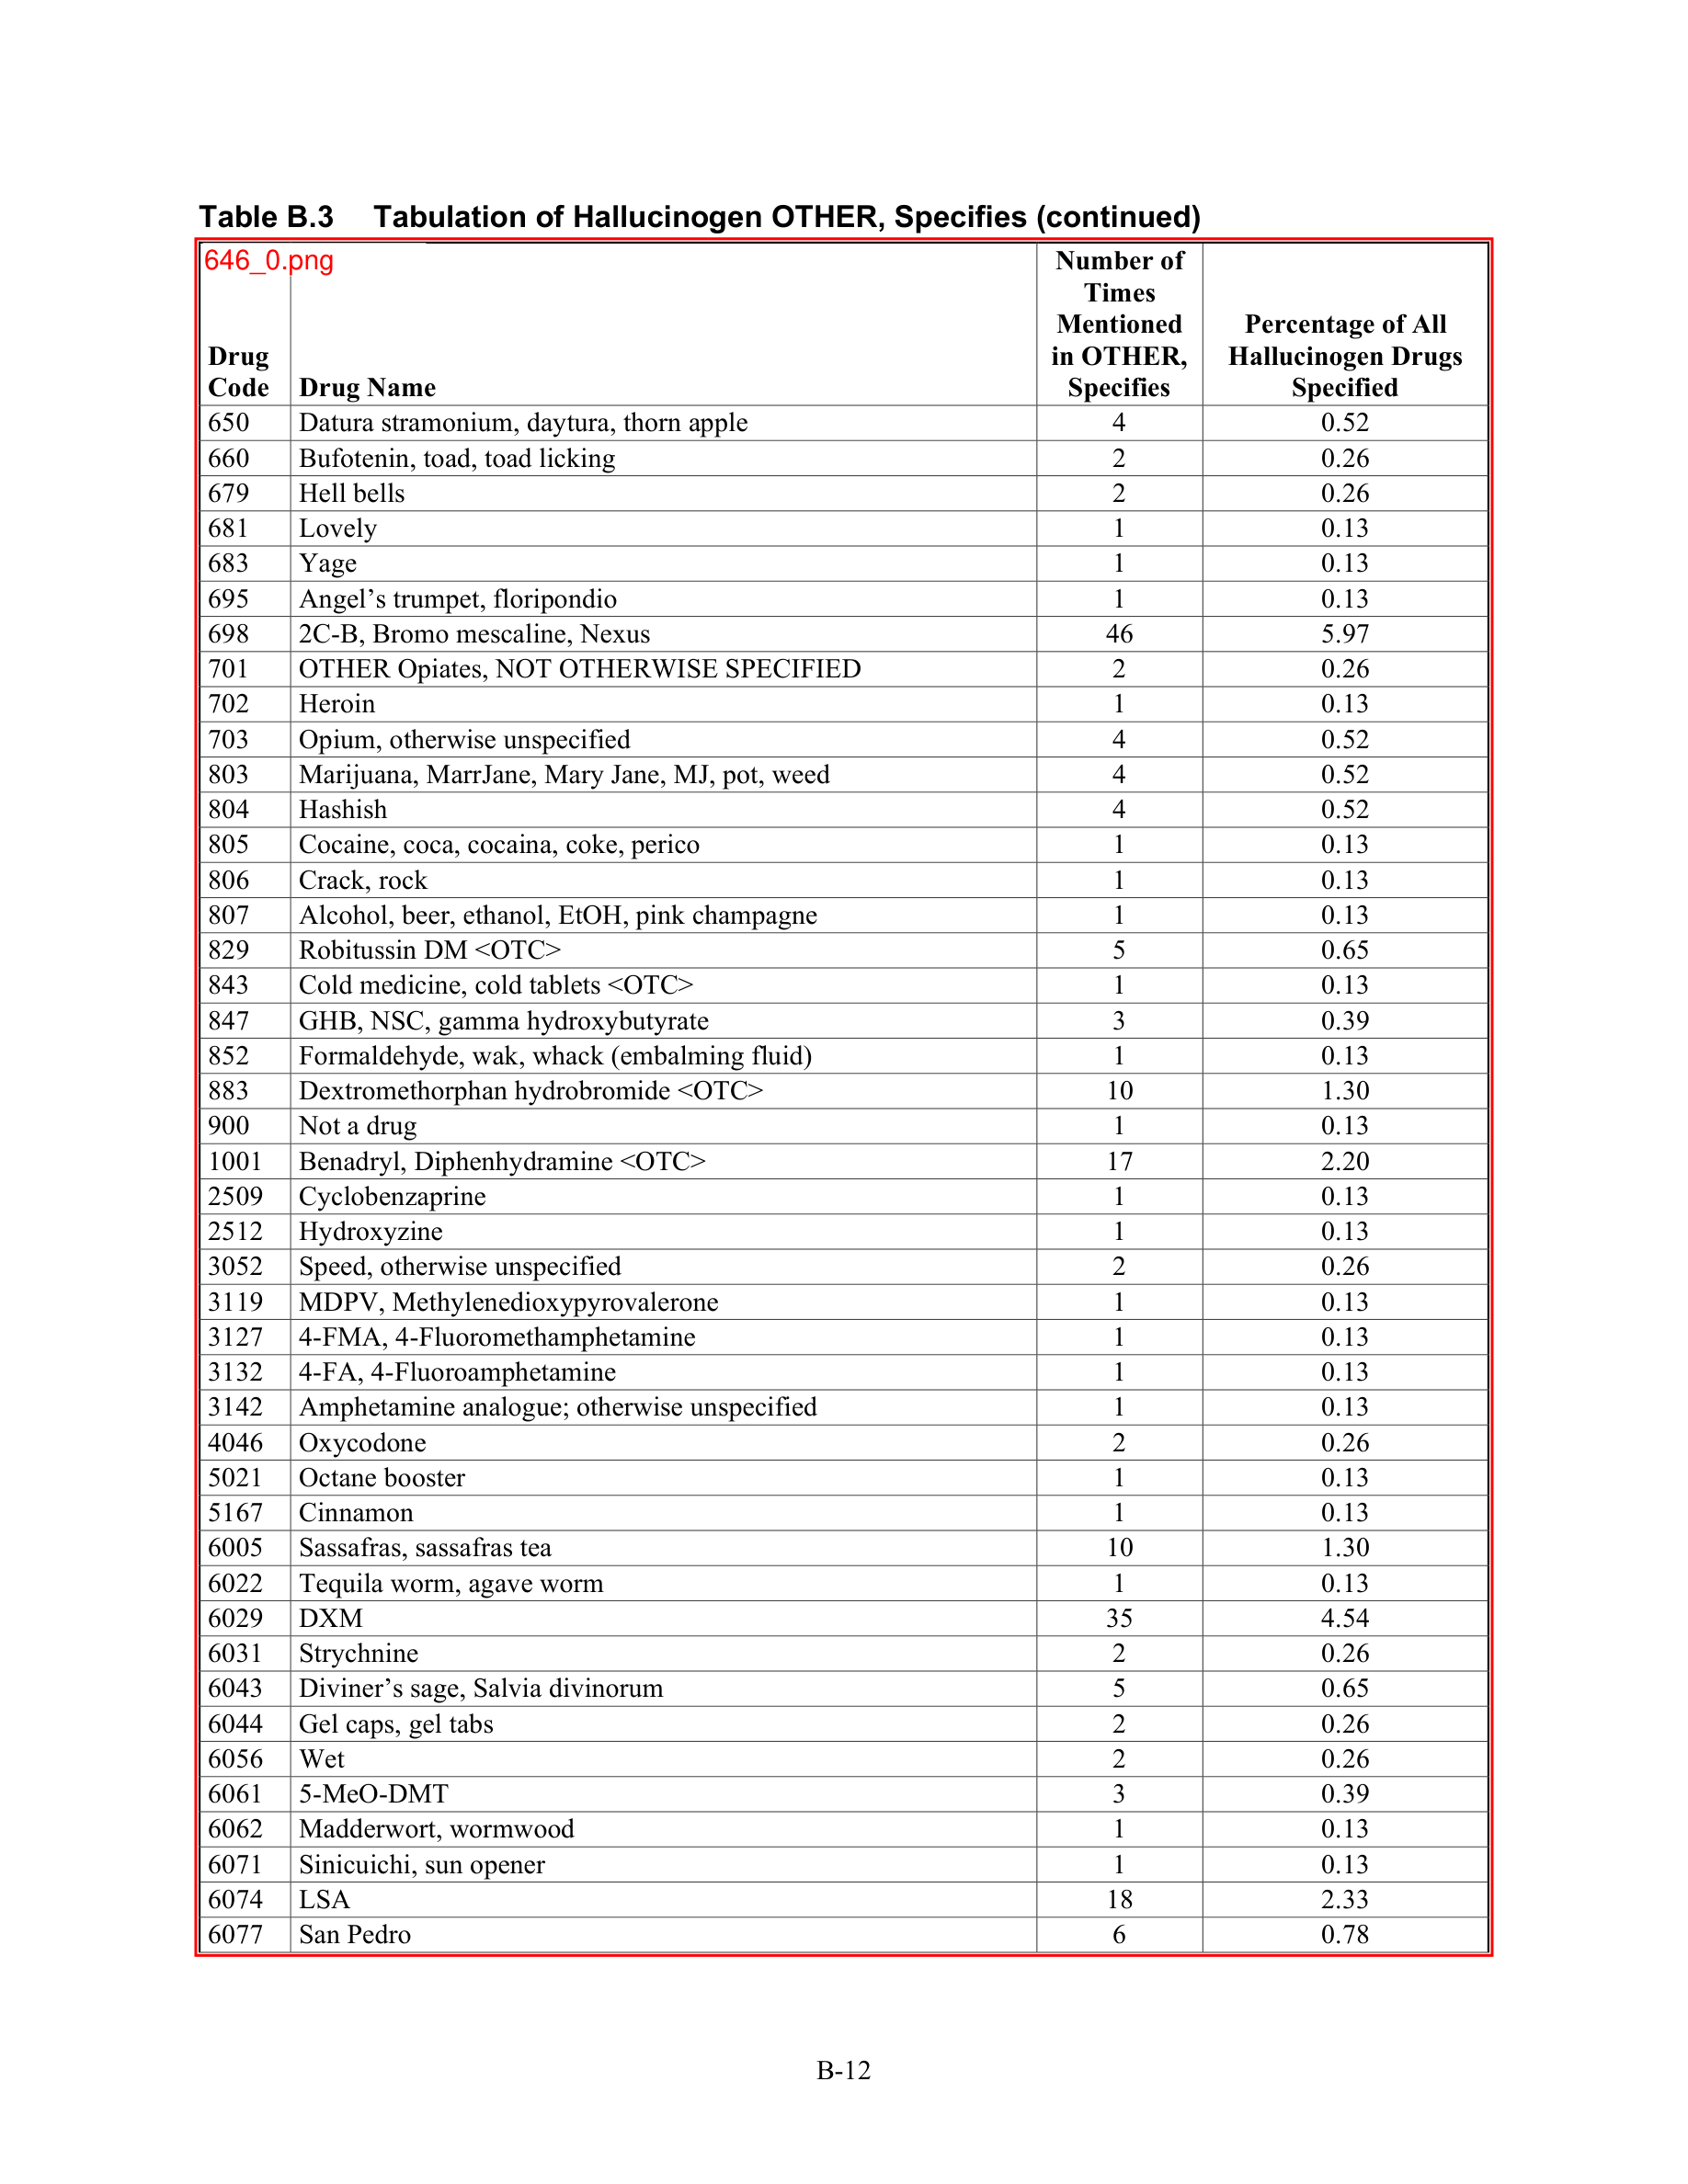 Table B.3 Tabulation of Hallucinogen OTHER, Specifies (continued)
646_0.png
Drug Code Drug Name Number of Times Mentioned in OTHER, Specifies Percentage of All Hallucinogen Drugs Specified
650 Datura stramonium, daytura, thorn apple 4 0.52
660 Bufotenin, toad, toad licking 2 0.26
679 Hell bells 2 0.26
681 Lovely 1 0.13
683 Yage 1 0.13
695 Angel’s trumpet, floripondio 1 0.13
698 2C-B, Bromo mescaline, Nexus 46 5.97
701 OTHER Opiates, NOT OTHERWISE SPECIFIED 2 0.26
702 Heroin 1 0.13
703 Opium, otherwise unspecified 4 0.52
803 Marijuana, MarrJane, Mary Jane, MJ, pot, weed 4 0.52
804 Hashish 4 0.52
805 Cocaine, coca, cocaina, coke, perico 1 0.13
806 Crack, rock 1 0.13
807 Alcohol, beer, ethanol, EtOH, pink champagne 1 0.13
829 Robitussin DM <OTC> 5 0.65
843 Cold medicine, cold tablets <OTC> 1 0.13
847 GHB, NSC, gamma hydroxybutyrate 3 0.39
852 Formaldehyde, wak, whack (embalming fluid) 1 0.13
883 Dextromethorphan hydrobromide <OTC> 10 1.30
900 Not a drug 1 0.13
1001 Benadryl, Diphenhydramine <OTC> 17 2.20
2509 Cyclobenzaprine 1 0.13
2512 Hydroxyzine 1 0.13
3052 Speed, otherwise unspecified 2 0.26
3119 MDPV, Methylenedioxypyrovalerone 1 0.13
3127 4-FMA, 4-Fluoromethamphetamine 1 0.13
3132 4-FA, 4-Fluoroamphetamine 1 0.13
3142 Amphetamine analogue; otherwise unspecified 1 0.13
4046 Oxycodone 2 0.26
5021 Octane booster 1 0.13
5167 Cinnamon 1 0.13
6005 Sassafras, sassafras tea 10 1.30
6022 Tequila worm, agave worm 1 0.13
6029 DXM 35 4.54
6031 Strychnine 2 0.26
6043 Diviner’s sage, Salvia divinorum 5 0.65
6044 Gel caps, gel tabs 2 0.26
6056 Wet 2 0.26
6061 5-MeO-DMT 3 0.39
6062 Madderwort, wormwood 1 0.13
6071 Sinicuichi, sun opener 1 0.13
6074 LSA 18 2.33
6077 San Pedro 6 0.78
B-12